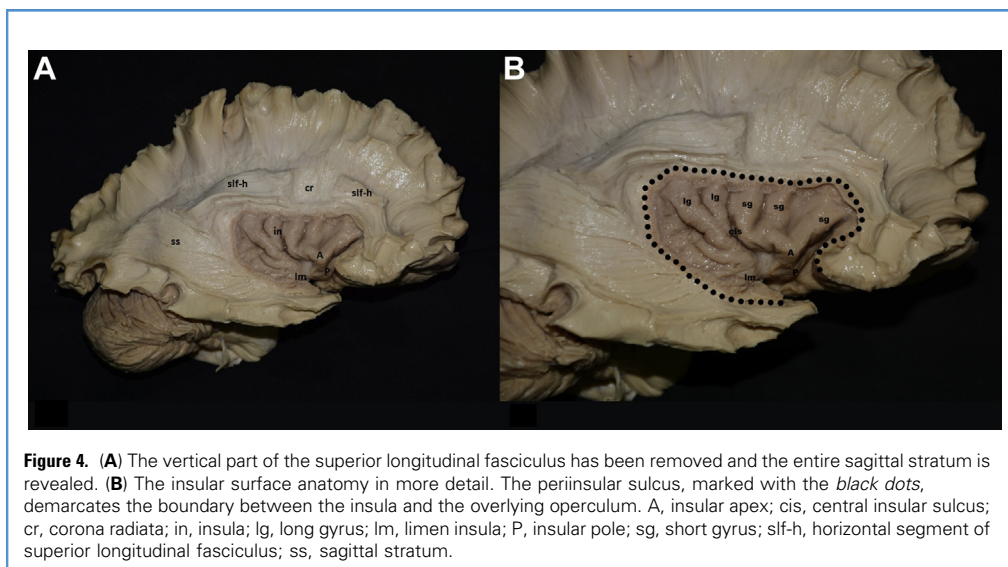 A
B
slf-h
cr
slf-h
ss
in
A
lm
P
lg
lg
sg
sg
sg
cis
A
lm
P
Figure 4. (A) The vertical part of the superior longitudinal fasciculus has been removed and the entire sagittal stratum is
revealed. (B) The insular surface anatomy in more detail. The periinsular sulcus, marked with the black dots,
demarcates the boundary between the insula and the overlying operculum. A, insular apex; cis, central insular sulcus;
cr, corona radiata; in, insula; lg, long gyrus; lm, limen insula; P, insular pole; sg, short gyrus; slf-h, horizontal segment of
superior longitudinal fasciculus; ss, sagittal stratum.